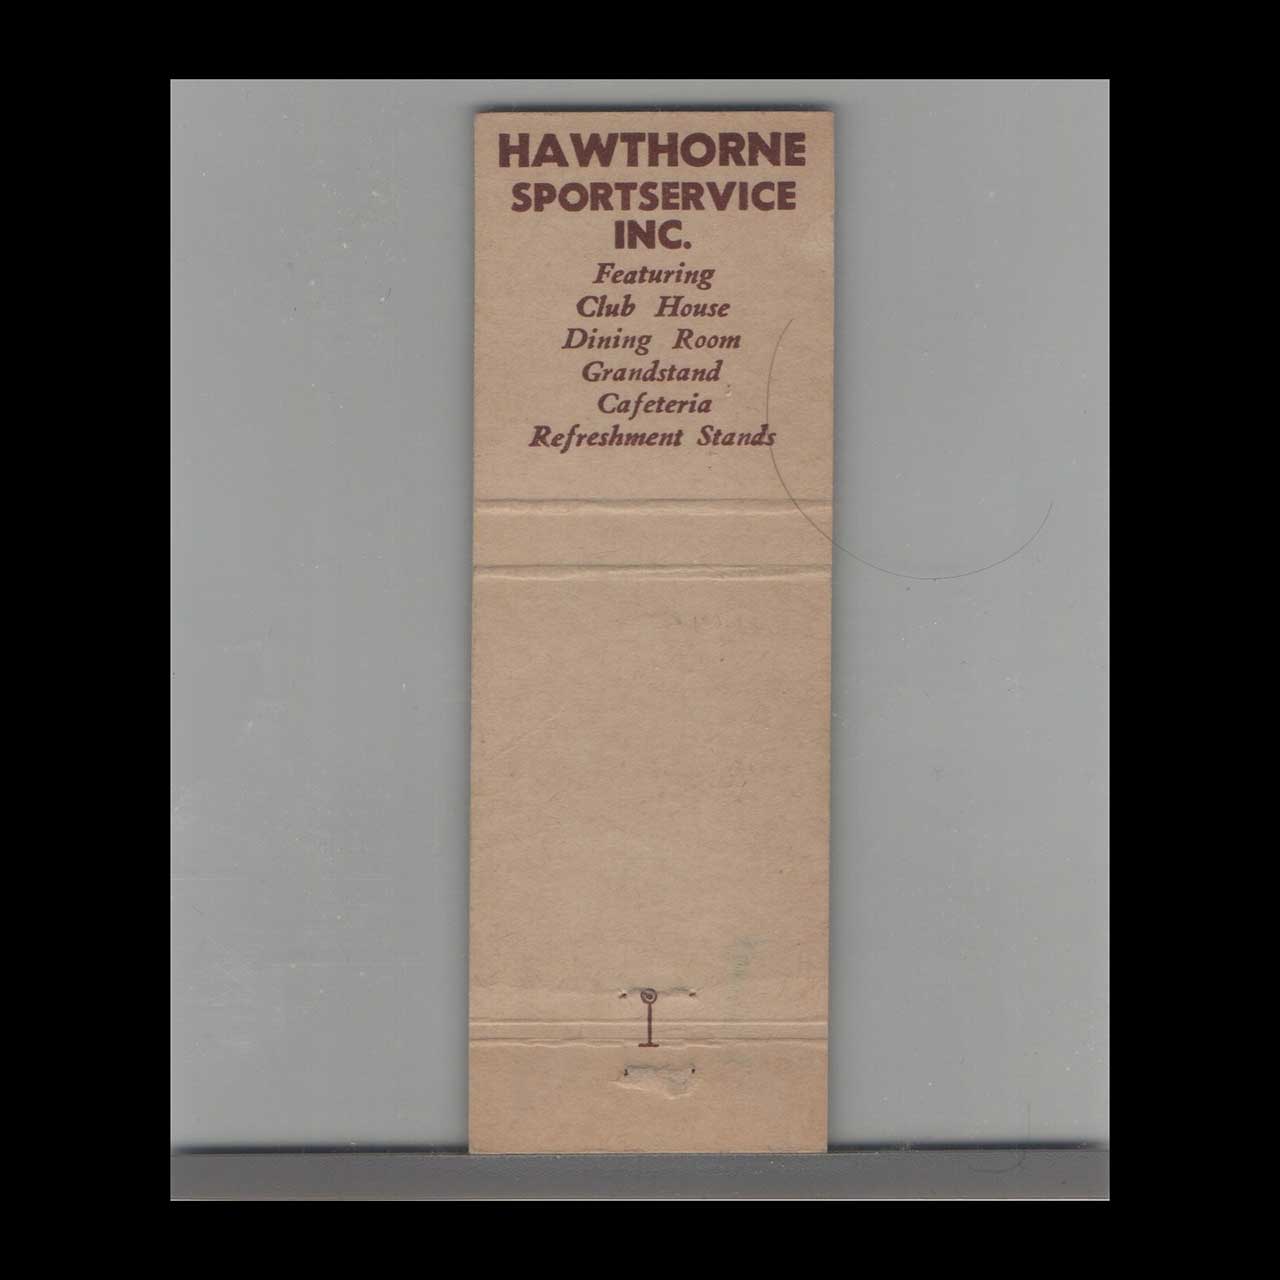 HAWTHORNE
SPORTSERVICE
INC.
Featuring
Club House
Dining Room
Grandstand
Cafeteria
Refreshment Stands